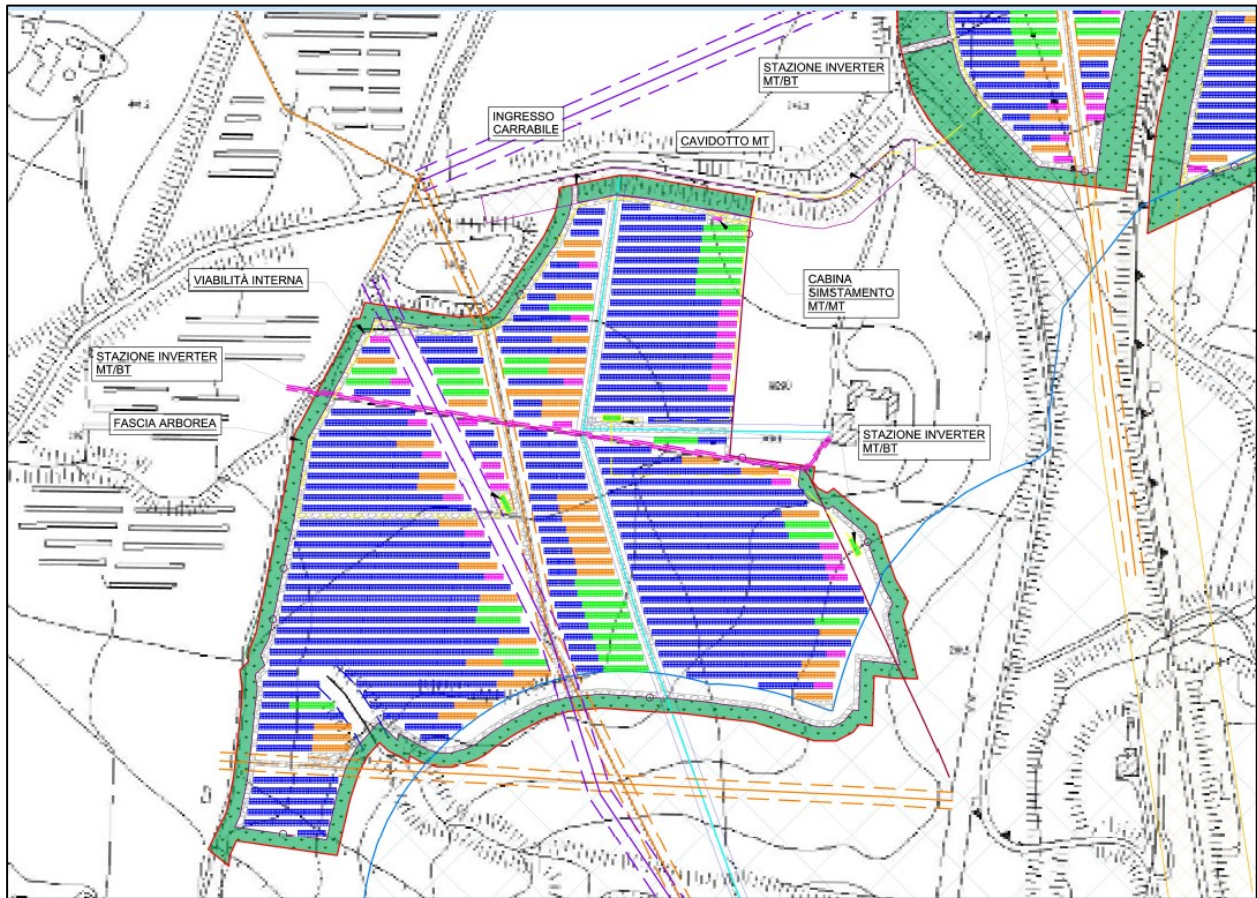 STAZIONE INVERTER
MT/BT
INGRESSO
CARRABILE
CAVIDOTTO MT
VIABILITÀ INTERNA
CABINA
SIMSTAMENTO
MT/MT
STAZIONE INVERTER
MT/BT
FASCIA ARBOREA
STAZIONE INVERTER
MT/BT